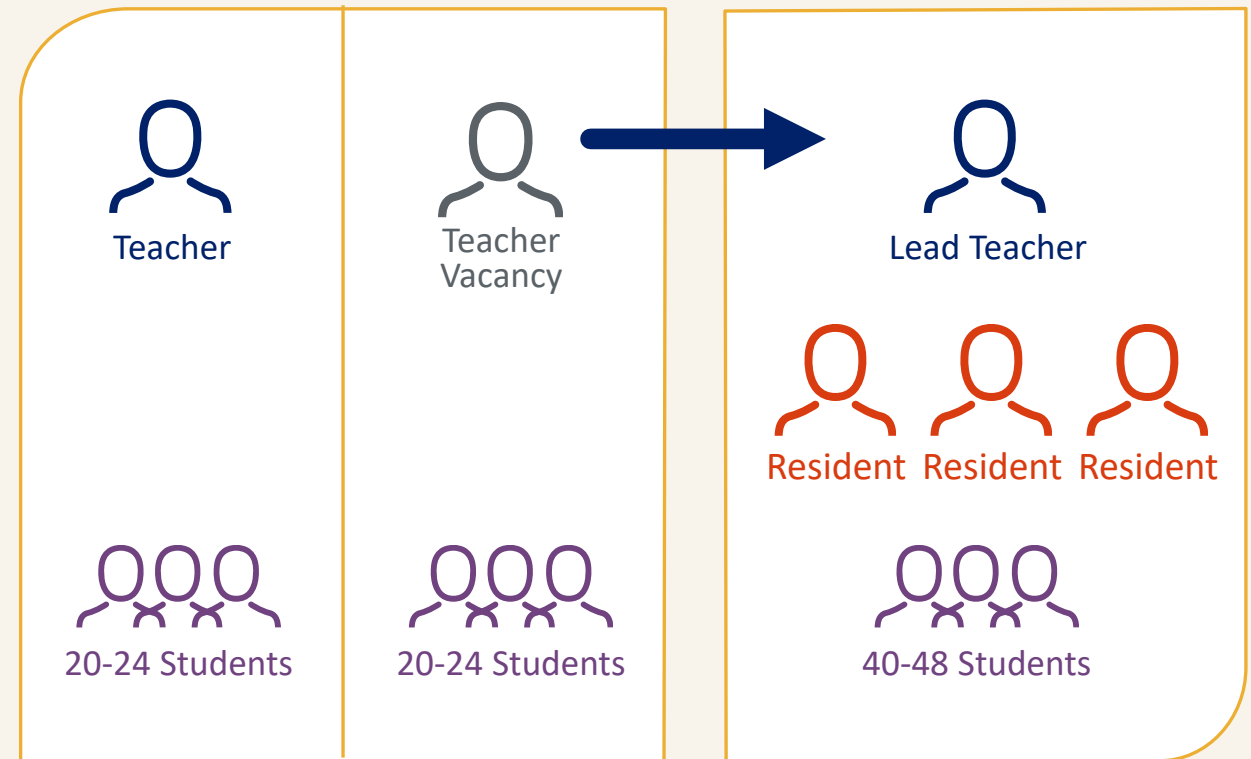 Teacher
Teacher
Vacancy
Lead Teacher
Resident Resident Resident
20-24 Students
20-24 Students
40-48 Students